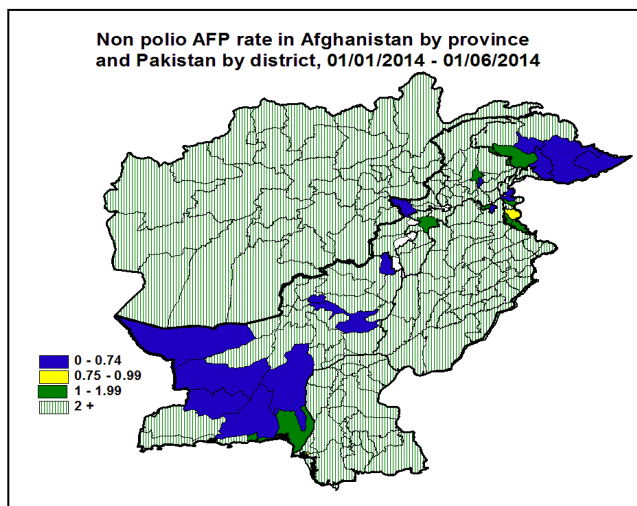 Non polio AFP rate in Afghanistan by province
and Pakistan by district, 01/01/2014 - 01/06/2014
0 - 0.74
0.75 - 0.99
1 - 1.99
2 +